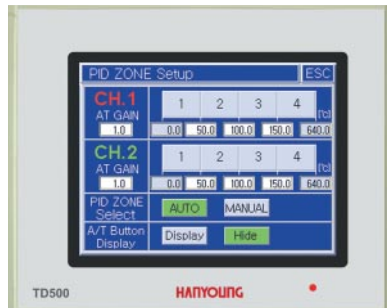 PID ZONE Setup ESC
CH.1 1 2 3 4
AT GAIN [℃]
1.0 0.0 50.0 100.0 150.0 640.0
CH.2 1 2 3 4
AT GAIN [℃]
1.0 0.0 50.0 100.0 150.0 640.0
PID ZONE
Select AUTO MANUAL
A/T Button
Display Display Hide
TD500 HANYOUNG